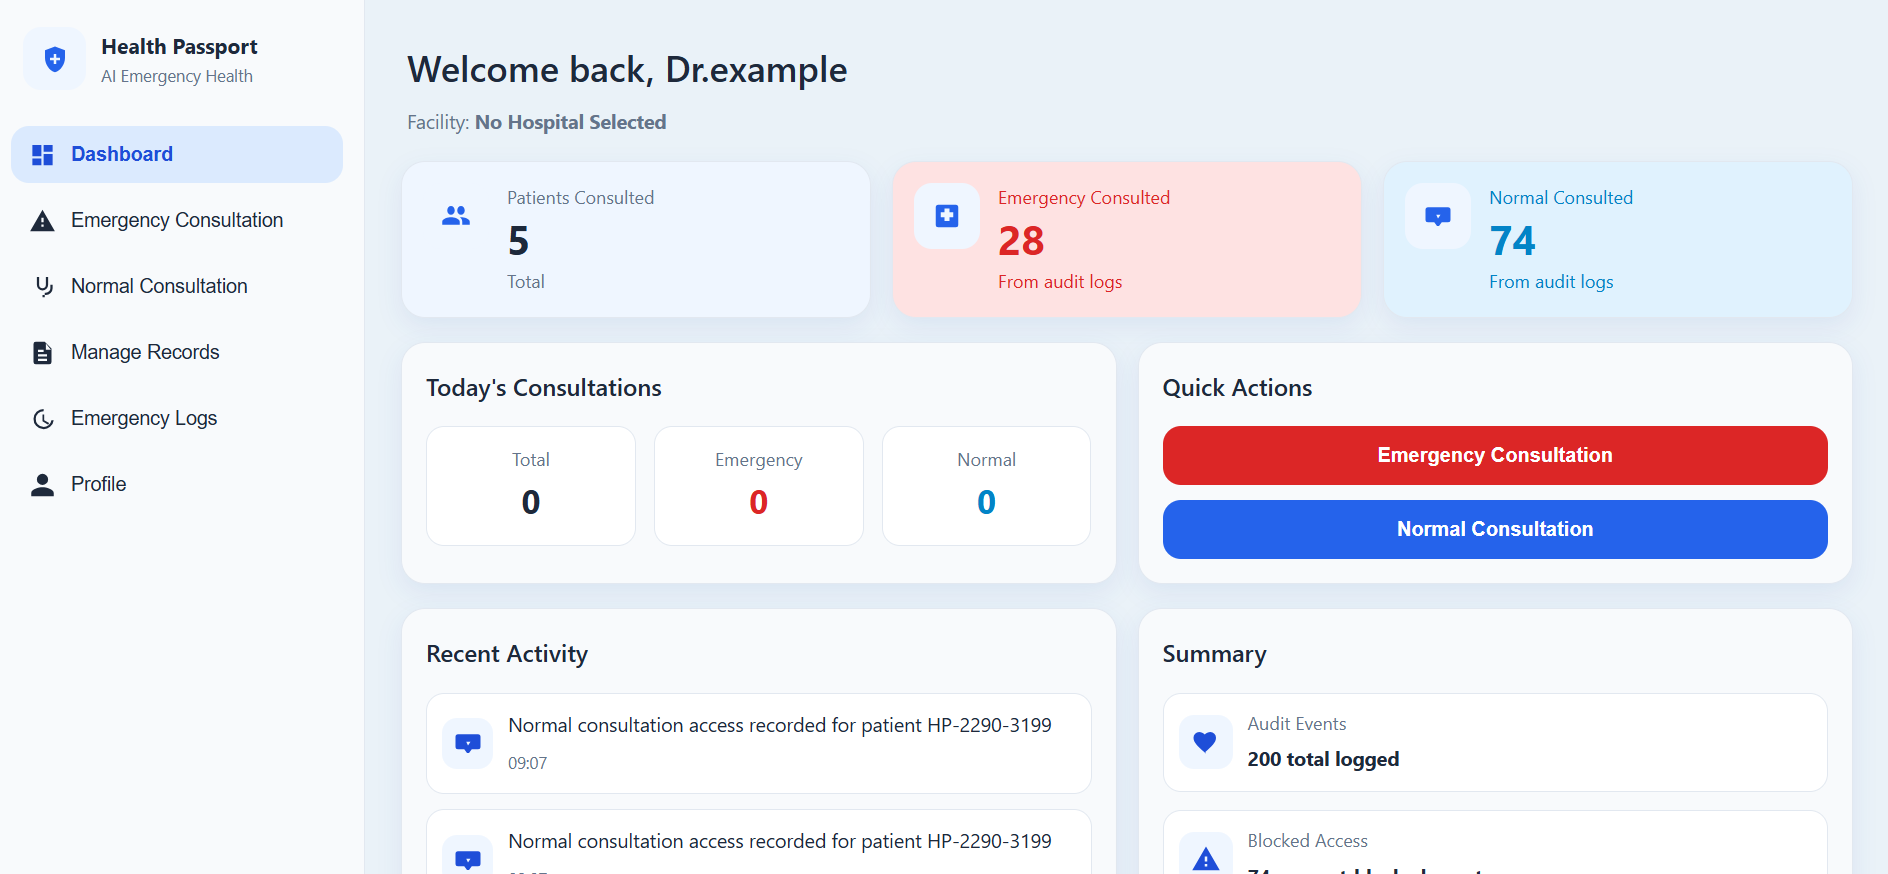 Health Passport
AI Emergency Health
Dashboard
Emergency Consultation
Normal Consultation
Manage Records
Emergency Logs
Profile
Welcome back, Dr.example
Facility: No Hospital Selected
Patients Consulted
5
Total
Emergency Consulted
28
From audit logs
Normal Consulted
74
From audit logs
Today's Consultations
Total
0
Emergency
0
Normal
0
Quick Actions
Emergency Consultation
Normal Consultation
Recent Activity
Normal consultation access recorded for patient HP-2290-3199
09:07
Normal consultation access recorded for patient HP-2290-3199
Summary
Audit Events
200 total logged
Blocked Access